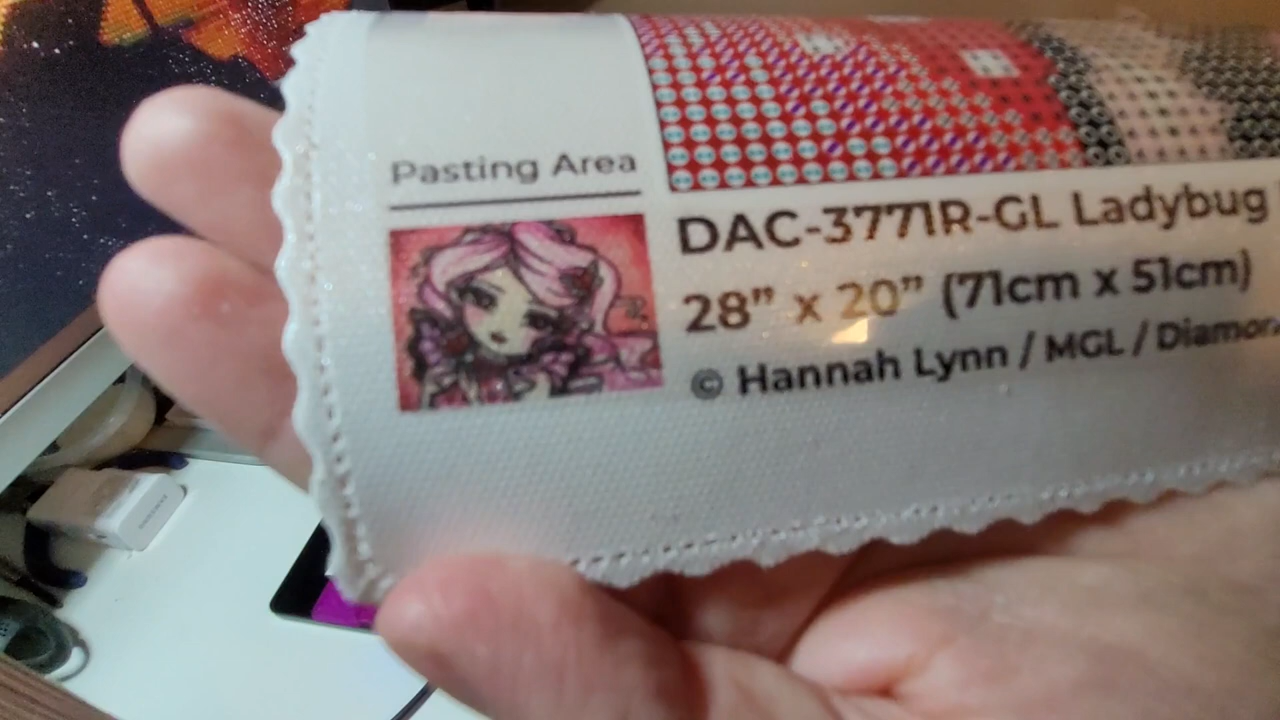 Pasting Area
DAC-3771R-GL Ladybug
28” x 20” (71cm x 51cm)
© Hannah Lynn / MGL /